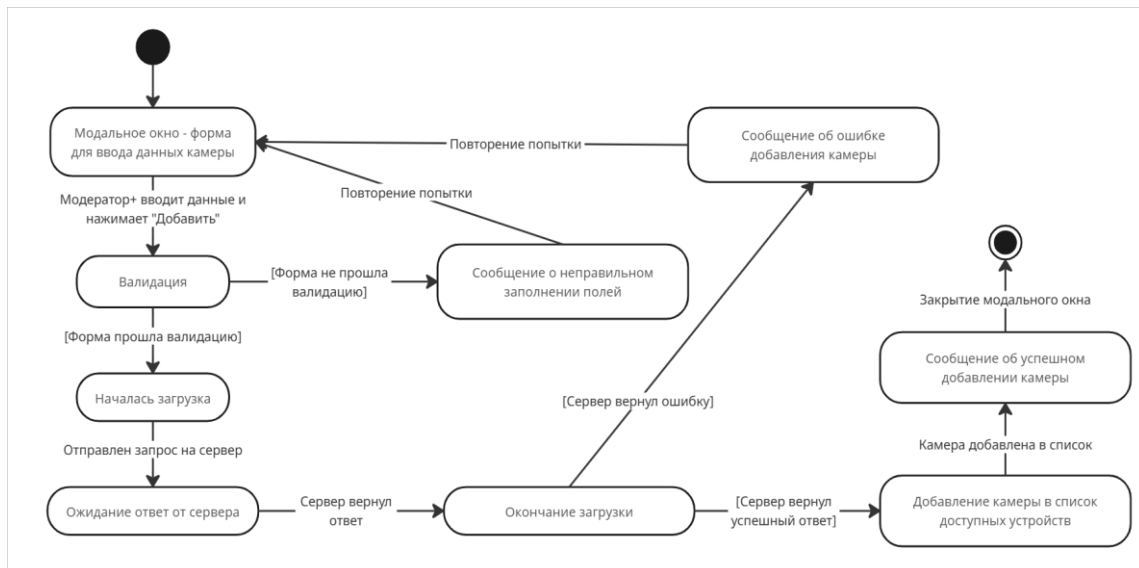 Модальное окно - форма
для ввода данных камеры
Повторение попытки
Сообщение об ошибке
добавления камеры
Модератор+ вводит данные и
нажимает "Добавить"
Повторение попытки
Валидация
[Форма не прошла
валидацию]
Сообщение о неправильном
заполнении полей
[Форма прошла валидацию]
Началась загрузка
Отправлен запрос на сервер
Ожидание ответ от сервера
Сервер вернул
ответ
Окончание загрузки
[Сервер вернул ошибку]
[Сервер вернул
успешный ответ]
Добавление камеры в список
доступных устройств
Камера добавлена в список
Сообщение об успешном
добавлении камеры
Закрытие модального окна